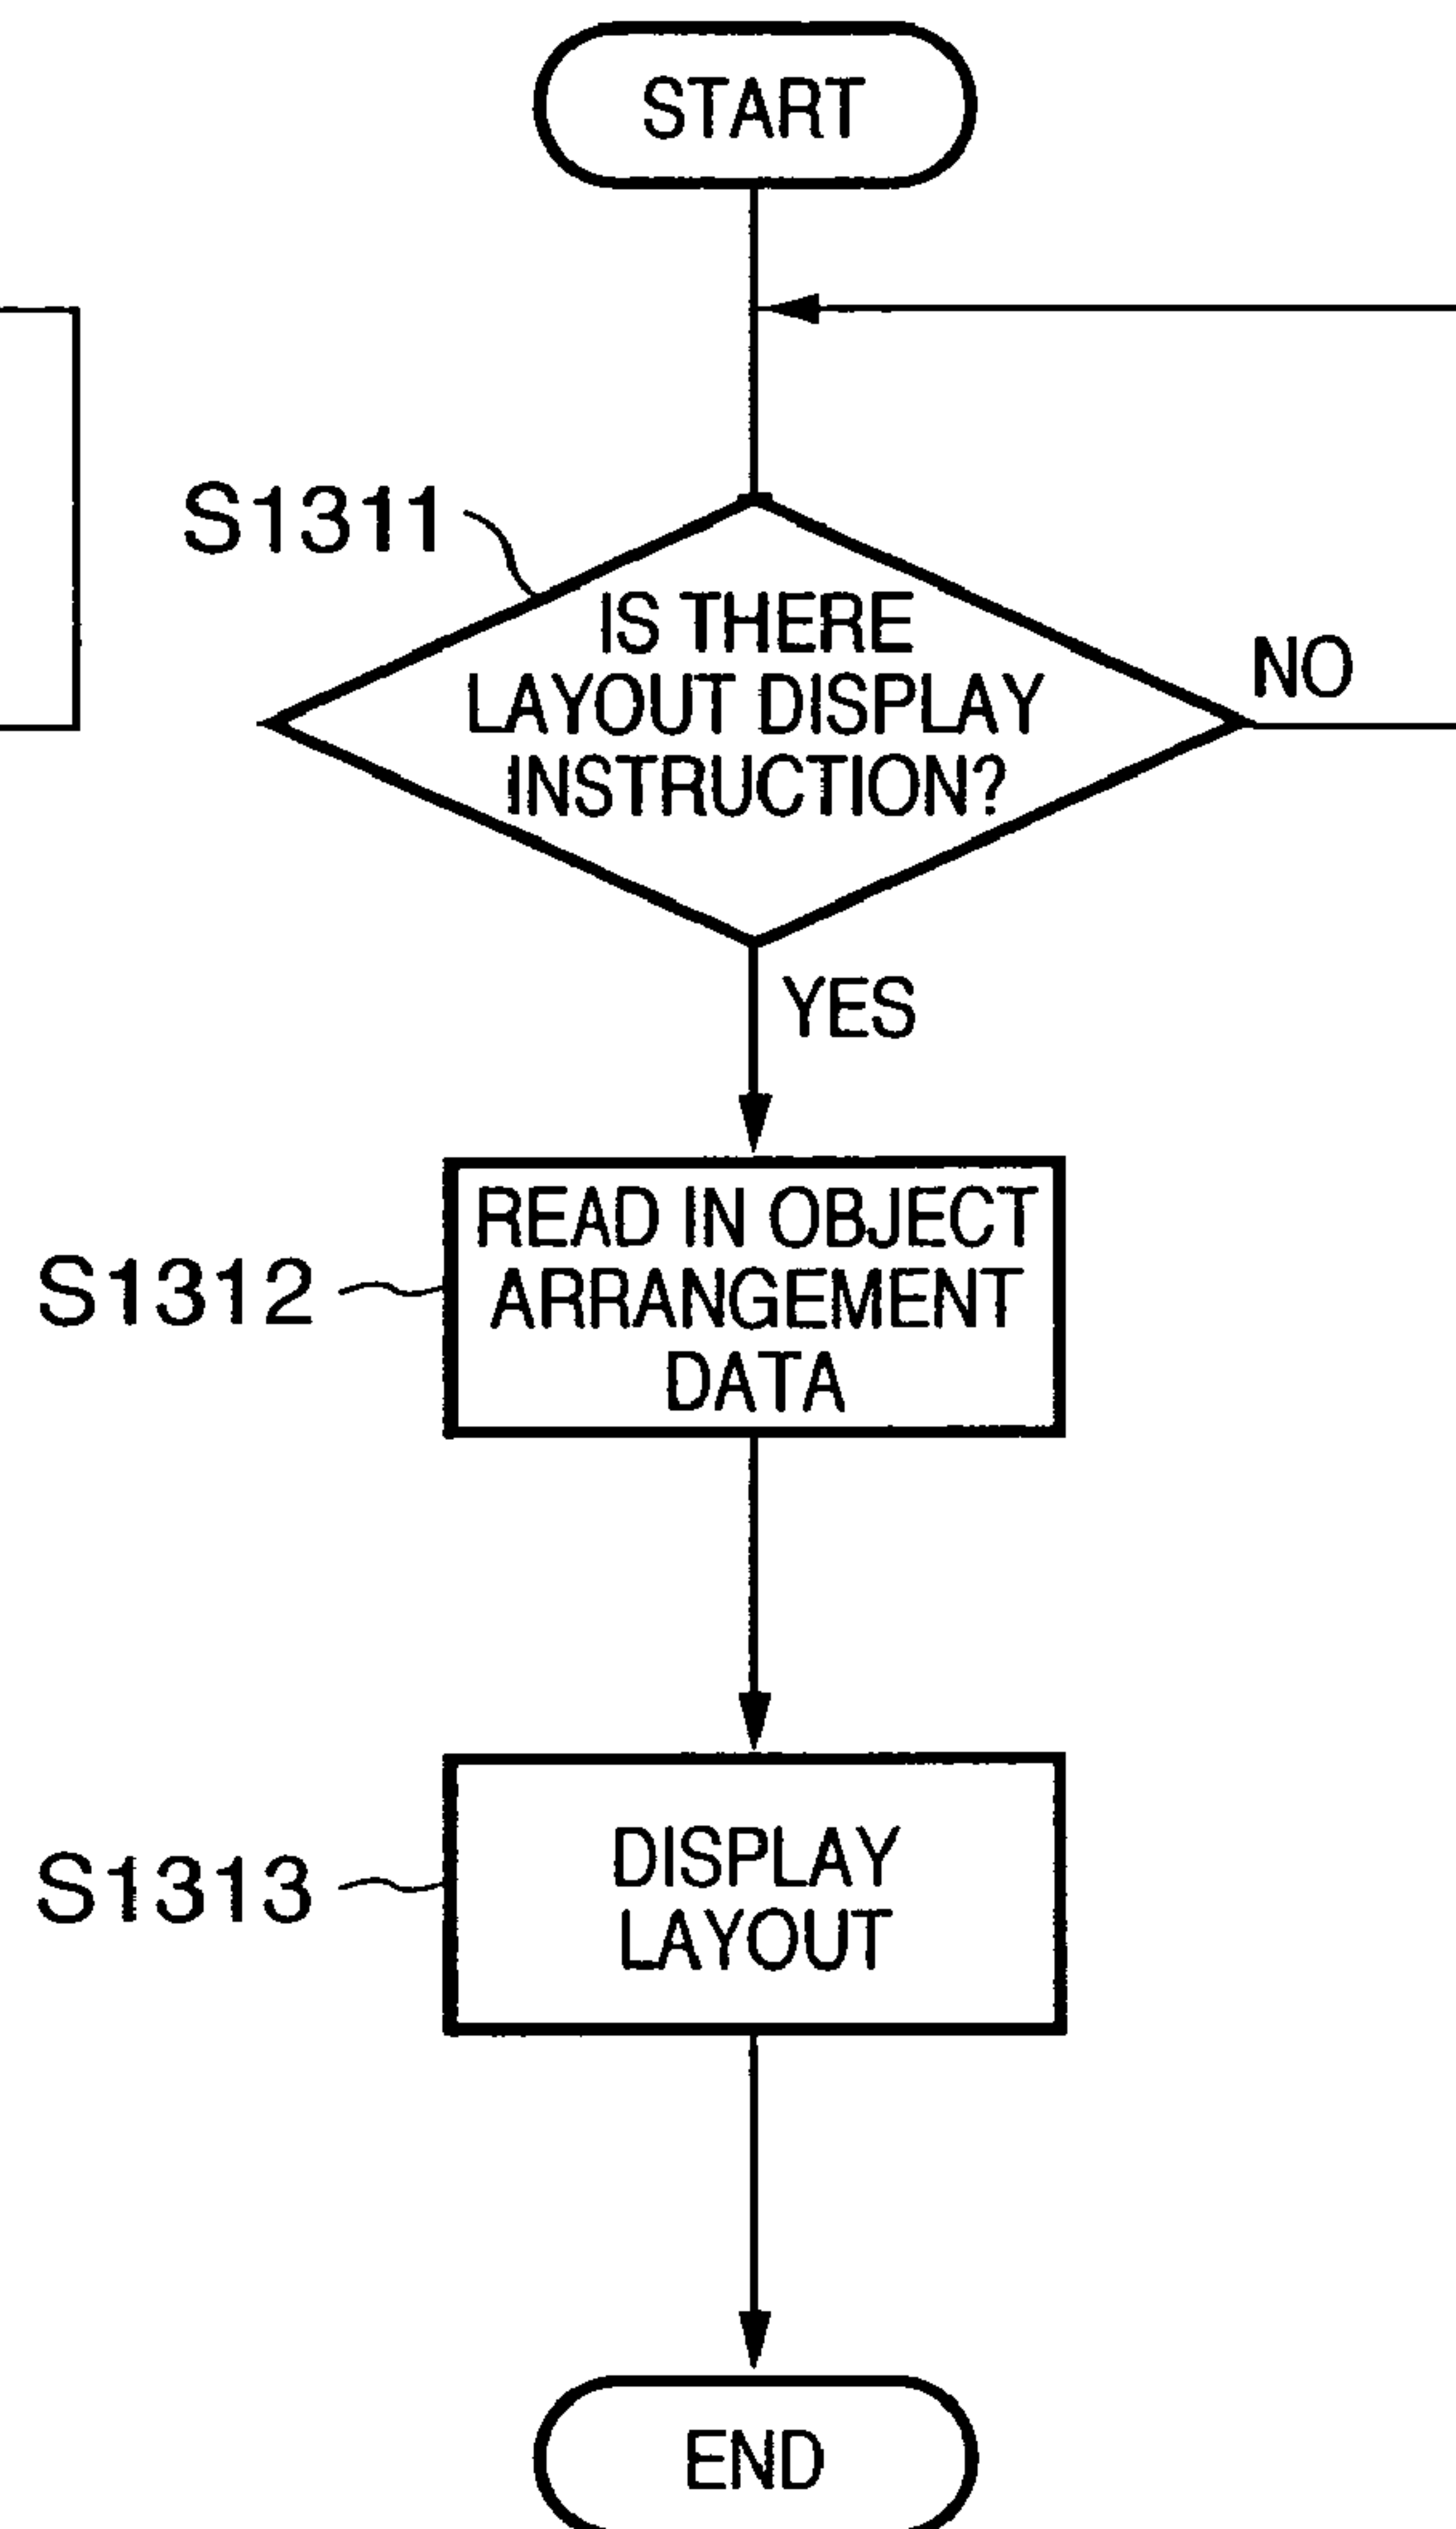 START
S1311
IS THERE
LAYOUT DISPLAY
INSTRUCTION?
NO
YES
S1312
READ IN OBJECT
ARRANGEMENT
DATA
S1313
DISPLAY
LAYOUT
END